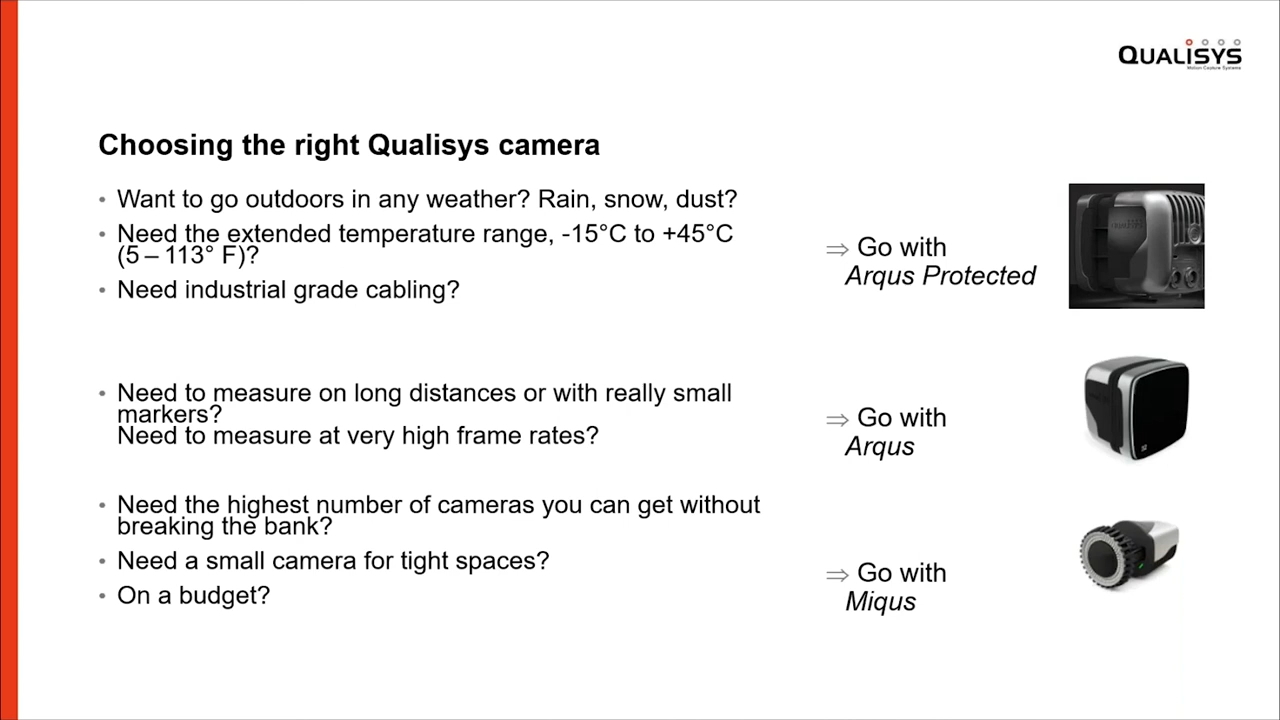 QUALISYS
Motion Capture Systems
Choosing the right Qualisys camera
• Want to go outdoors in any weather? Rain, snow, dust?
• Need the extended temperature range, -15°C to +45°C
(5 – 113° F)?
• Need industrial grade cabling?
⇒ Go with
Arqus Protected
• Need to measure on long distances or with really small
markers?
Need to measure at very high frame rates?
⇒ Go with
Arqus
• Need the highest number of cameras you can get without
breaking the bank?
• Need a small camera for tight spaces?
• On a budget?
⇒ Go with
Miqus